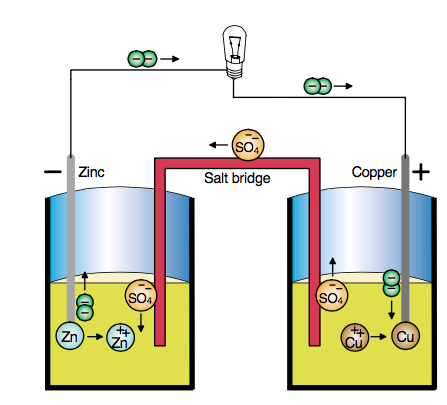 − −
− −
− −
SO4
− Zinc
Salt bridge
Copper +
− −
SO4
− −
SO4
−
−
−
−
Zn
++
Zn
++
Cu
Cu